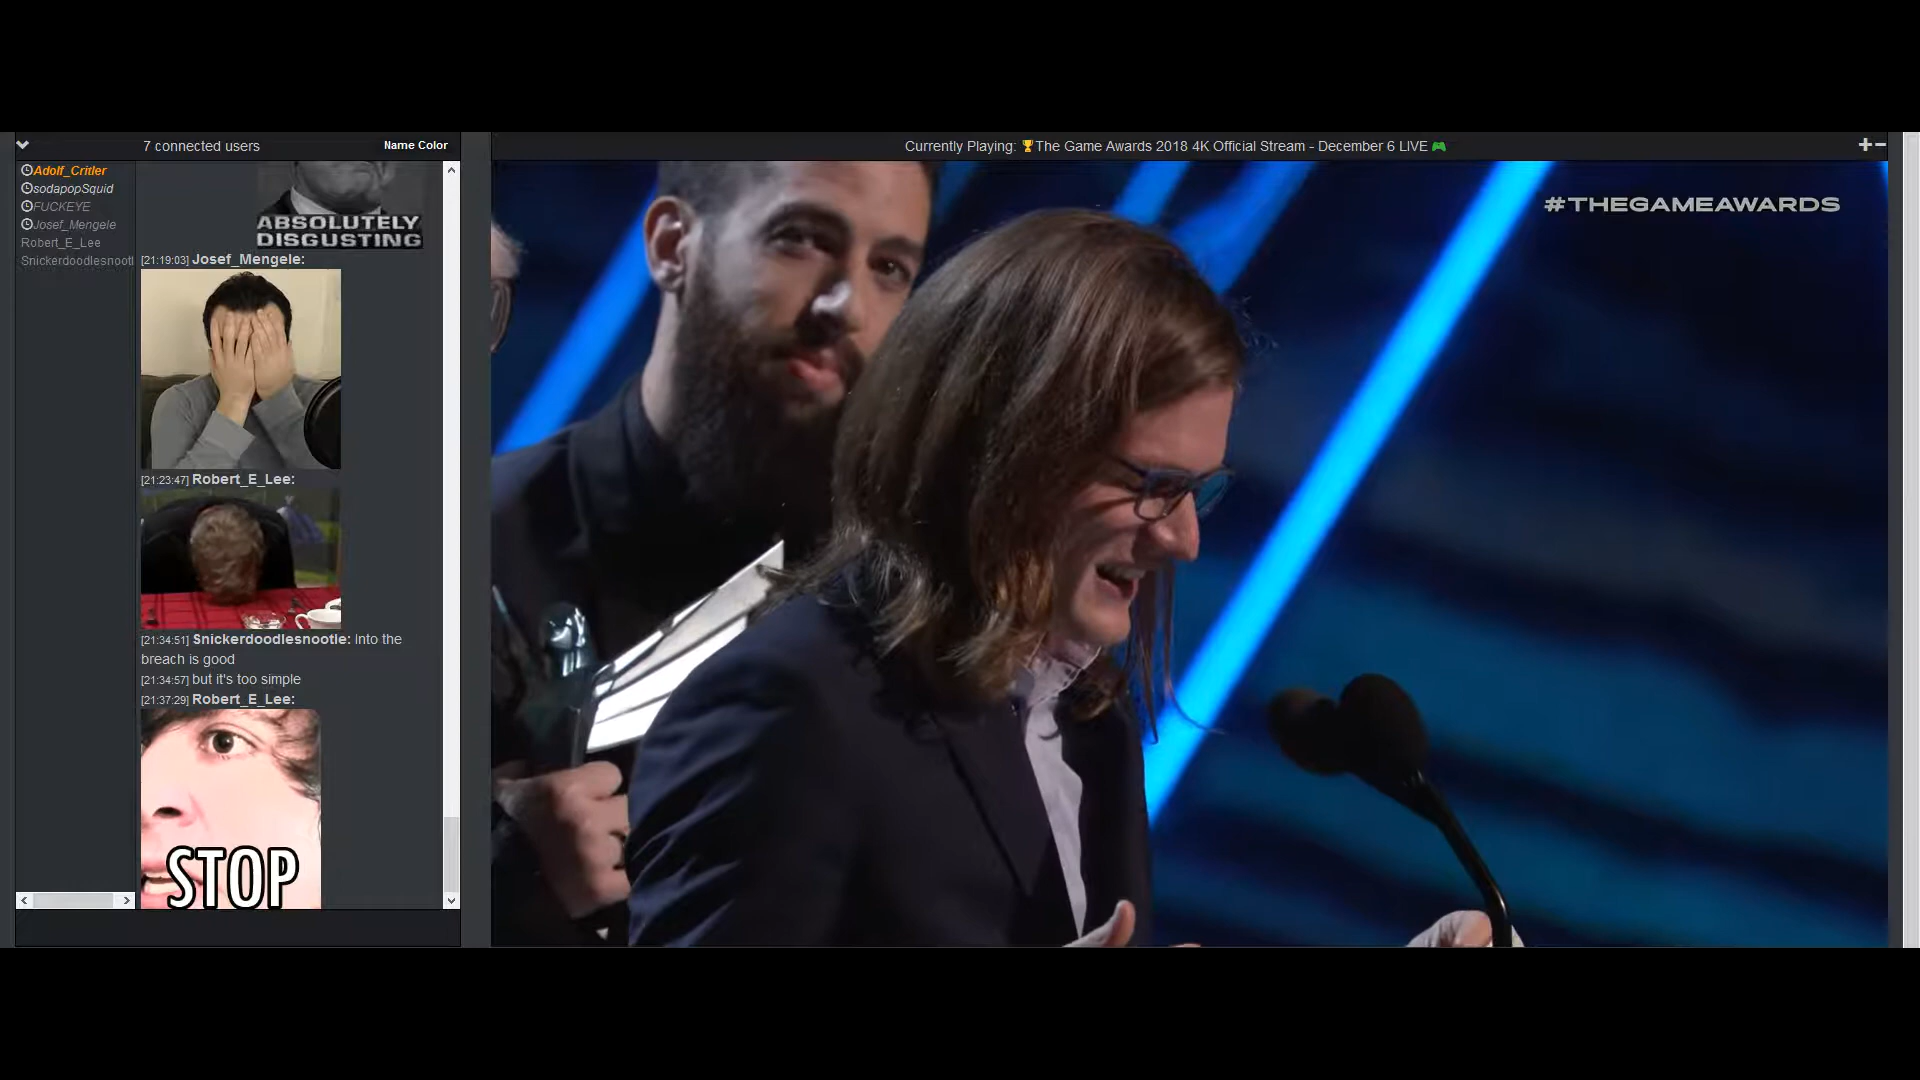 7 connected users
Name Color
Currently Playing: 🏆The Game Awards 2018 4K Official Stream - December 6 LIVE 🎮
Adolf_Critler
sodapopSquid
FUCKEYE
Josef_Mengele
Robert_E_Lee
Snickerdoodlesnootl
ABSOLUTELY
DISGUSTING
[21:19:03] Josef_Mengele:
[21:23:47] Robert_E_Lee:
[21:34:51] Snickerdoodlesnootle: into the
breach is good
[21:34:57] but it's too simple
[21:37:29] Robert_E_Lee:
STOP
#THEGAMEAWARDS